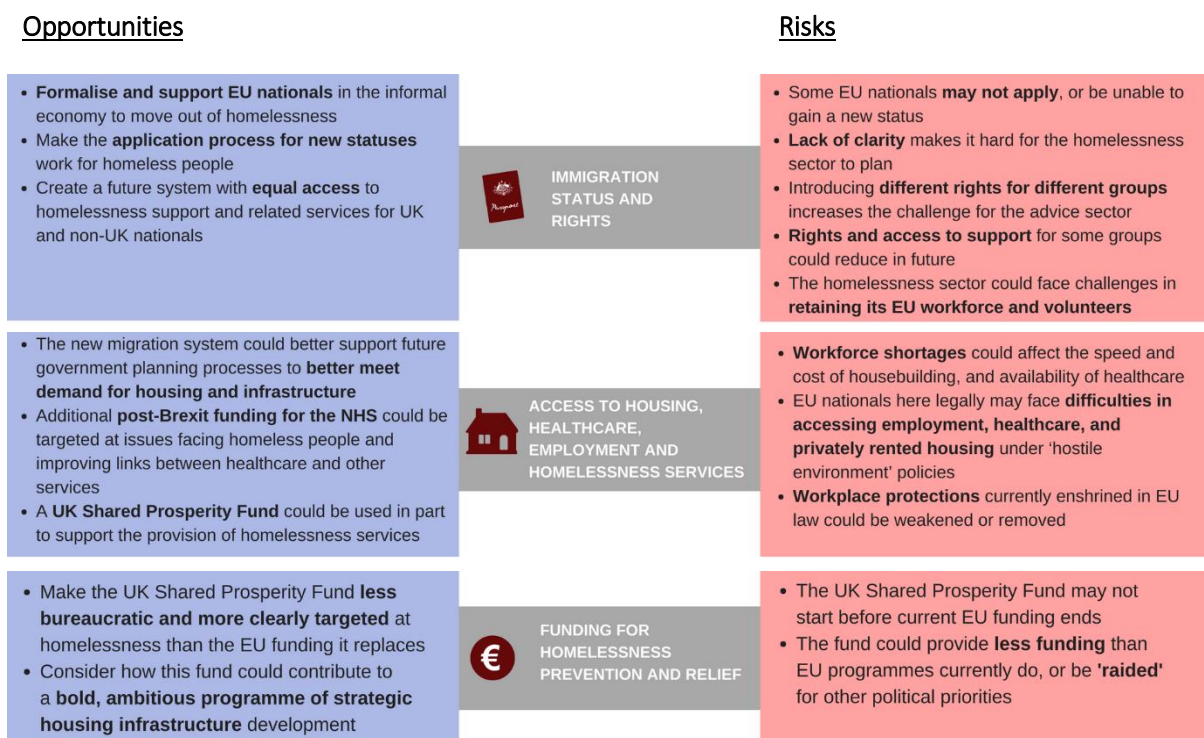 Opportunities
Risks
• Formalise and support EU nationals in the informal
economy to move out of homelessness
• Make the application process for new statuses
work for homeless people
• Create a future system with equal access to
homelessness support and related services for UK
and non-UK nationals
Passport
IMMIGRATION
STATUS AND
RIGHTS
• Some EU nationals may not apply, or be unable to
gain a new status
• Lack of clarity makes it hard for the homelessness
sector to plan
• Introducing different rights for different groups
increases the challenge for the advice sector
• Rights and access to support for some groups
could reduce in future
• The homelessness sector could face challenges in
retaining its EU workforce and volunteers
• The new migration system could better support future
government planning processes to better meet
demand for housing and infrastructure
• Additional post-Brexit funding for the NHS could be
targeted at issues facing homeless people and
improving links between healthcare and other
services
• A UK Shared Prosperity Fund could be used in part
to support the provision of homelessness services
ACCESS TO HOUSING,
HEALTHCARE,
EMPLOYMENT AND
HOMELESSNESS SERVICES
• Workforce shortages could affect the speed and
cost of housebuilding, and availability of healthcare
• EU nationals here legally may face difficulties in
accessing employment, healthcare, and
privately rented housing under ‘hostile
environment’ policies
• Workplace protections currently enshrined in EU
law could be weakened or removed
• Make the UK Shared Prosperity Fund less
bureaucratic and more clearly targeted at
homelessness than the EU funding it replaces
• Consider how this fund could contribute to
a bold, ambitious programme of strategic
housing infrastructure development
€
FUNDING FOR
HOMELESSNESS
PREVENTION AND RELIEF
• The UK Shared Prosperity Fund may not
start before current EU funding ends
• The fund could provide less funding than
EU programmes currently do, or be 'raided'
for other political priorities